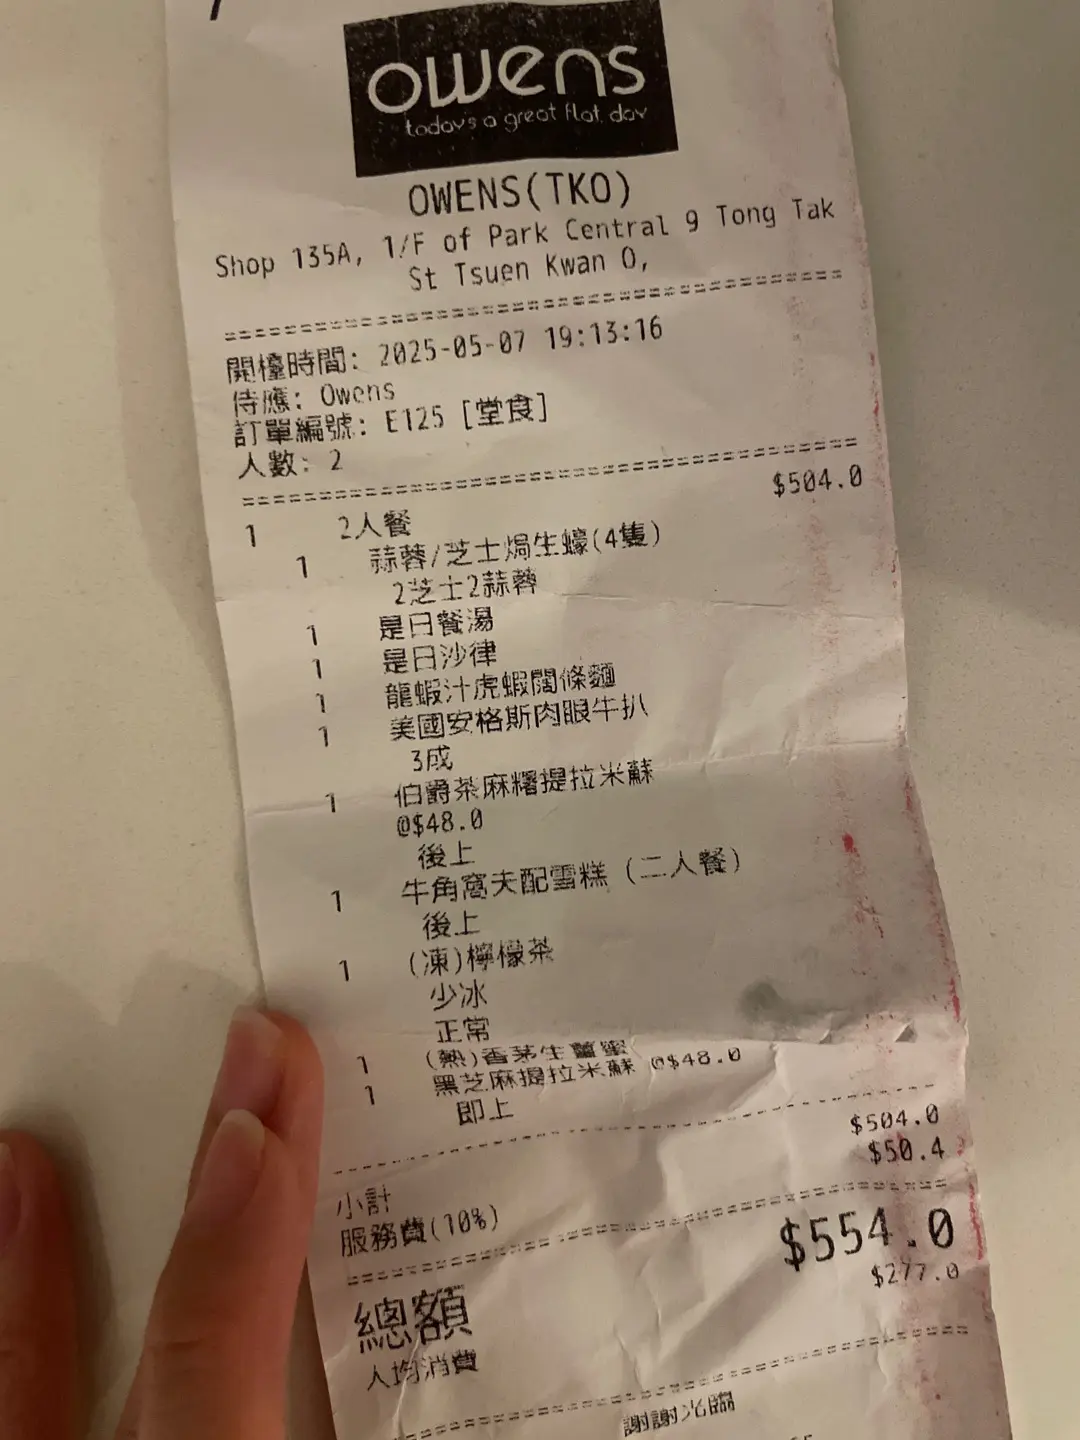 owens
today's a great flat day
OWENS(TKO)
Shop 135A, 1/F of Park Central 9 Tong Tak
St Tsuen Kwan O,
開檯時間: 2025-05-07 19:13:16
侍應: Owens
訂單編號: E125 [堂食]
人數: 2
1 2人餐 $504.0
1 蒜蓉/芝士焗生蠔(4隻)
2芝士2蒜蓉
1 是日餐湯
1 是日沙律
1 龍蝦汁虎蝦闊條麵
1 美國安格斯肉眼牛扒
3成
1 伯爵茶麻糬提拉米蘇
@$48.0
後上
1 牛角窩夫配雪糕 (二人餐)
後上
1 (凍)檸檬茶
少冰
正常
1 (熱)香茅生薑蜜
1 黑芝麻提拉米蘇 @$48.0
即上
小計 $504.0
服務費(10%) $50.4
總額 $554.0
人均消費 $277.0
謝謝光臨